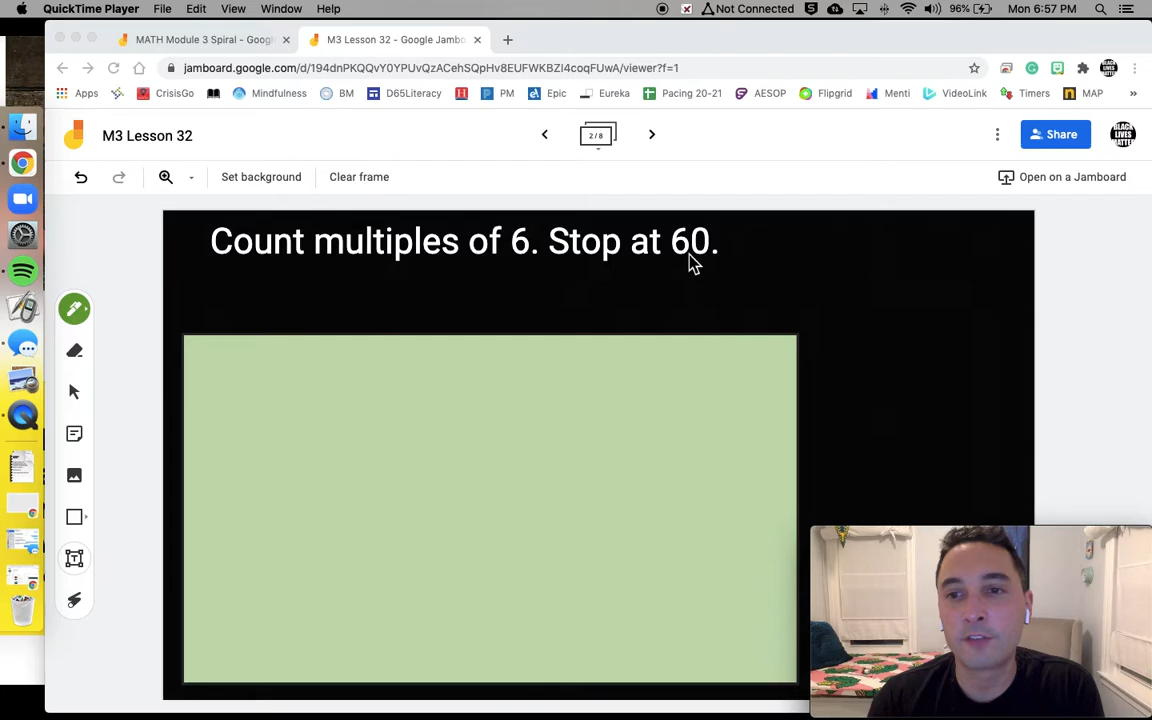 QuickTime Player File Edit View Window Help Not Connected 96% Mon 6:57 PM
MATH Module 3 Spiral - Googl M3 Lesson 32 - Google Jambo
jamboard.google.com/d/194dnPKQQvY0YPUvQzACehSQpHv8EUFWKBZl4coqFUwA/viewer?f=1
Apps CrisisGo Mindfulness BM D65Literacy PM Epic Eureka Pacing 20-21 AESOP Flipgrid Menti VideoLink Timers MAP
M3 Lesson 32 2/8 Share BLACK LIVES MATTER
Set background Clear frame Open on a Jamboard
Count multiples of 6. Stop at 60.